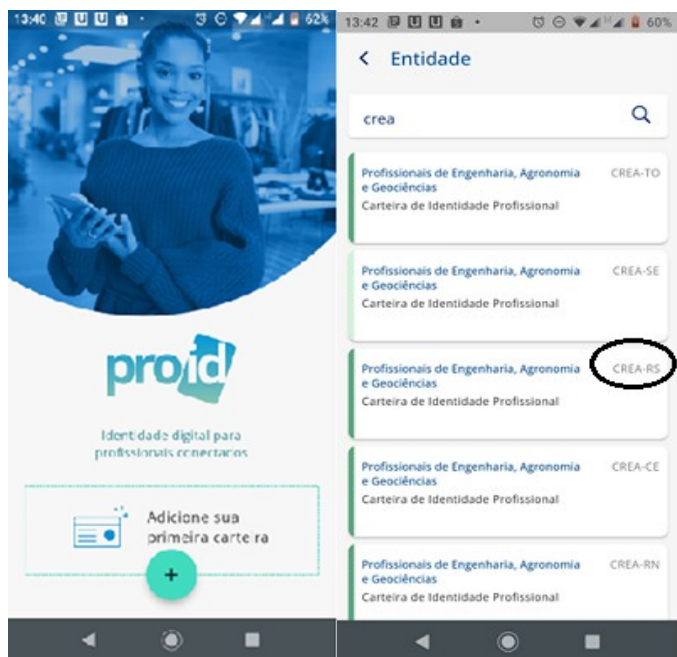 13:40
62%
proid
Identidade digital para
profissionais conectados
Adicione sua
primeira carteira
+
13:42
60%
Entidade
crea
Profissionais de Engenharia, Agronomia
e Geociências
CREA-TO
Carteira de Identidade Profissional
Profissionais de Engenharia, Agronomia
e Geociências
CREA-SE
Carteira de Identidade Profissional
Profissionais de Engenharia, Agronomia
e Geociências
CREA-RS
Carteira de Identidade Profissional
Profissionais de Engenharia, Agronomia
e Geociências
CREA-CE
Carteira de Identidade Profissional
Profissionais de Engenharia, Agronomia
e Geociências
CREA-RN
Carteira de Identidade Profissional